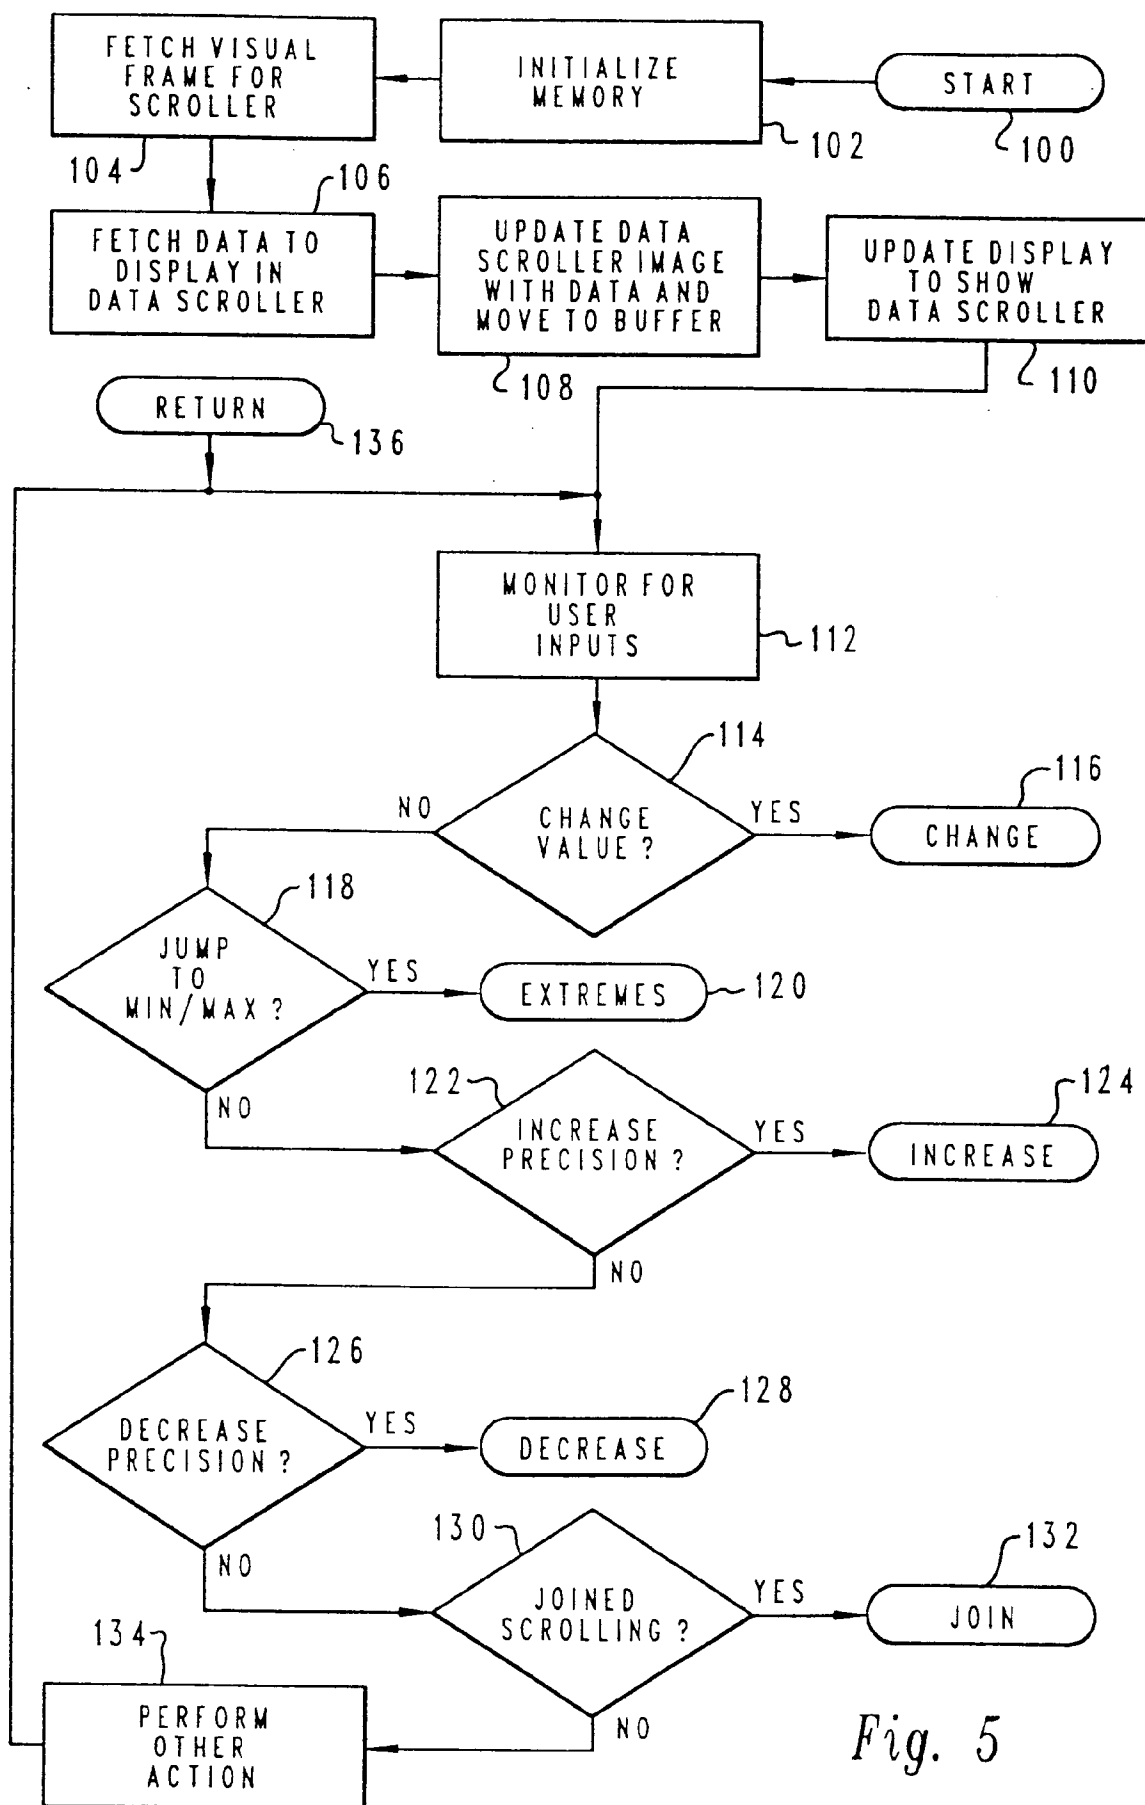 START
100
INITIALIZE
MEMORY
102
FETCH VISUAL
FRAME FOR
SCROLLER
104
106
FETCH DATA TO
DISPLAY IN
DATA SCROLLER
UPDATE DATA
SCROLLER IMAGE
WITH DATA AND
MOVE TO BUFFER
108
UPDATE DISPLAY
TO SHOW
DATA SCROLLER
110
RETURN
136
MONITOR FOR
USER
INPUTS
112
114
CHANGE
VALUE ?
NO
YES
116
CHANGE
118
JUMP
TO
MIN/MAX ?
YES
EXTREMES
120
NO
122
INCREASE
PRECISION ?
YES
124
INCREASE
NO
126
DECREASE
PRECISION ?
YES
128
DECREASE
NO
130
JOINED
SCROLLING ?
YES
132
JOIN
NO
134
PERFORM
OTHER
ACTION
Fig. 5